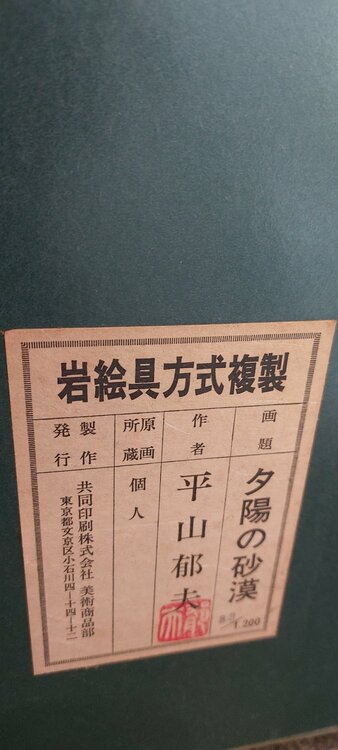 岩絵具方式複製
画題
夕陽の砂漠
1,200
作者
平山郁夫
原画所蔵
個人
製作発行
共同印刷株式会社 美術商品部
東京都文京区小石川四ー十四ー十二